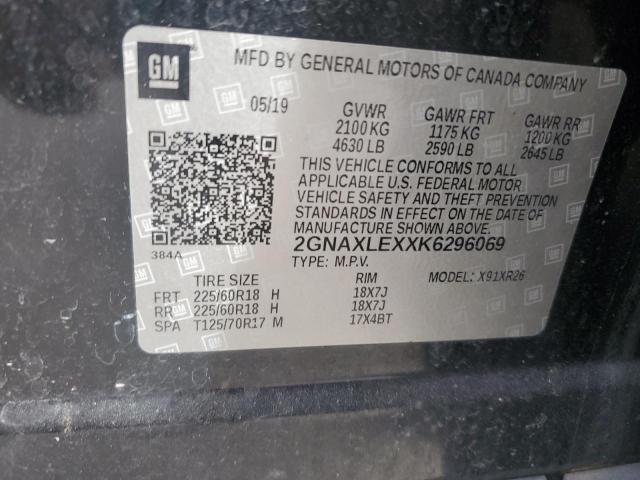 GM
MFD BY GENERAL MOTORS OF CANADA COMPANY
05/19 GVWR GAWR FRT GAWR RR
2100 KG 1175 KG 1200 KG
4630 LB 2590 LB 2645 LB
THIS VEHICLE CONFORMS TO ALL
APPLICABLE U.S. FEDERAL MOTOR
VEHICLE SAFETY AND THEFT PREVENTION
STANDARDS IN EFFECT ON THE DATE OF
MANUFACTURE SHOWN ABOVE.
384A
2GNAXLEXXK6296069
TYPE: M.P.V. MODEL: X91XR26
TIRE SIZE RIM
FRT 225/60R18 H 18X7J
RR 225/60R18 H 18X7J
SPA T125/70R17 M 17X4BT